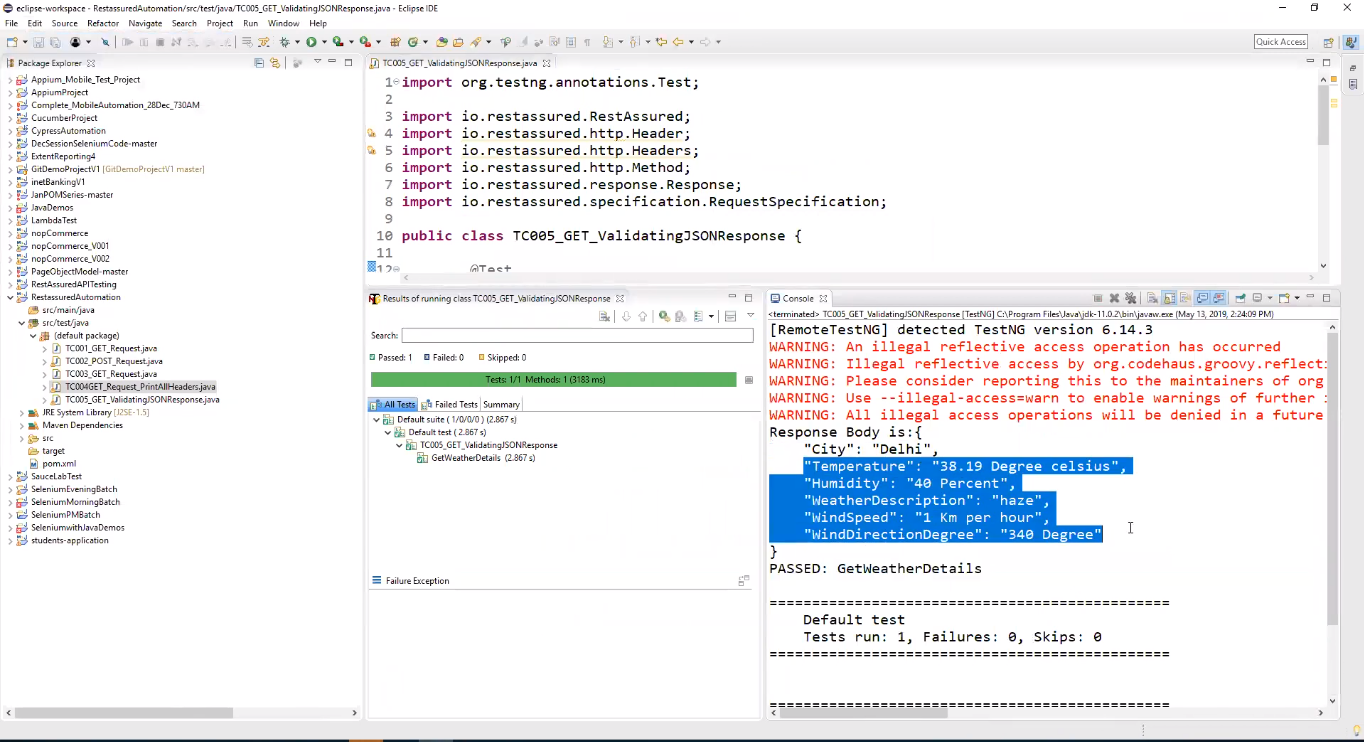 eclipse-workspace - RestassuredAutomation/src/test/java/TC005_GET_ValidatingJSONResponse.java - Eclipse IDE
File Edit Source Refactor Navigate Search Project Run Window Help
Quick Access
Package Explorer
Appium_Mobile_Test_Project
AppiumProject
Complete_MobileAutomation_28Dec_730AM
CucumberProject
CypressAutomation
DecSessionSeleniumCode-master
ExtentReporting4
GitDemoProjectV1 [GitDemoProjectV1 master]
inetBankingV1
JanPOMSeries-master
JavaDemos
LambdaTest
nopCommerce
nopCommerce_V001
nopCommerce_V002
PageObjectModel-master
RestAssuredAPITesting
RestassuredAutomation
src/main/java
src/test/java
(default package)
TC001_GET_Request.java
TC002_POST_Request.java
TC003_GET_Request.java
TC004GET_Request_PrintAllHeaders.java
TC005_GET_ValidatingJSONResponse.java
JRE System Library [J2SE-1.5]
Maven Dependencies
src
target
pom.xml
SauceLabTest
SeleniumEveningBatch
SeleniumMorningBatch
SeleniumPMBatch
SeleniumwithJavaDemos
students-application
TC005_GET_ValidatingJSONResponse.java
1 import org.testng.annotations.Test;
2
3 import io.restassured.RestAssured;
4 import io.restassured.http.Header;
5 import io.restassured.http.Headers;
6 import io.restassured.http.Method;
7 import io.restassured.response.Response;
8 import io.restassured.specification.RequestSpecification;
9
10 public class TC005_GET_ValidatingJSONResponse {
11
12 @Test
Results of running class TC005_GET_ValidatingJSONResponse
Search:
Passed: 1 Failed: 0 Skipped: 0
Tests: 1/1 Methods: 1 (3183 ms)
All Tests Failed Tests Summary
Default suite ( 1/0/0/0 ) (2.867 s)
Default test ( 2.867 s)
TC005_GET_ValidatingJSONResponse
GetWeatherDetails (2.867 s)
Failure Exception
Console
<terminated> TC005_GET_ValidatingJSONResponse [TestNG] C:\Program Files\Java\jdk-11.0.2\bin\javaw.exe (May 13, 2019, 2:24:09 PM)
[RemoteTestNG] detected TestNG version 6.14.3
WARNING: An illegal reflective access operation has occurred
WARNING: Illegal reflective access by org.codehaus.groovy.reflect
WARNING: Please consider reporting this to the maintainers of org
WARNING: Use --illegal-access=warn to enable warnings of further
WARNING: All illegal access operations will be denied in a future
Response Body is:{
"City": "Delhi",
"Temperature": "38.19 Degree celsius",
"Humidity": "40 Percent",
"WeatherDescription": "haze",
"WindSpeed": "1 Km per hour",
"WindDirectionDegree": "340 Degree"
}
PASSED: GetWeatherDetails
===============================================
Default test
Tests run: 1, Failures: 0, Skips: 0
===============================================
===============================================